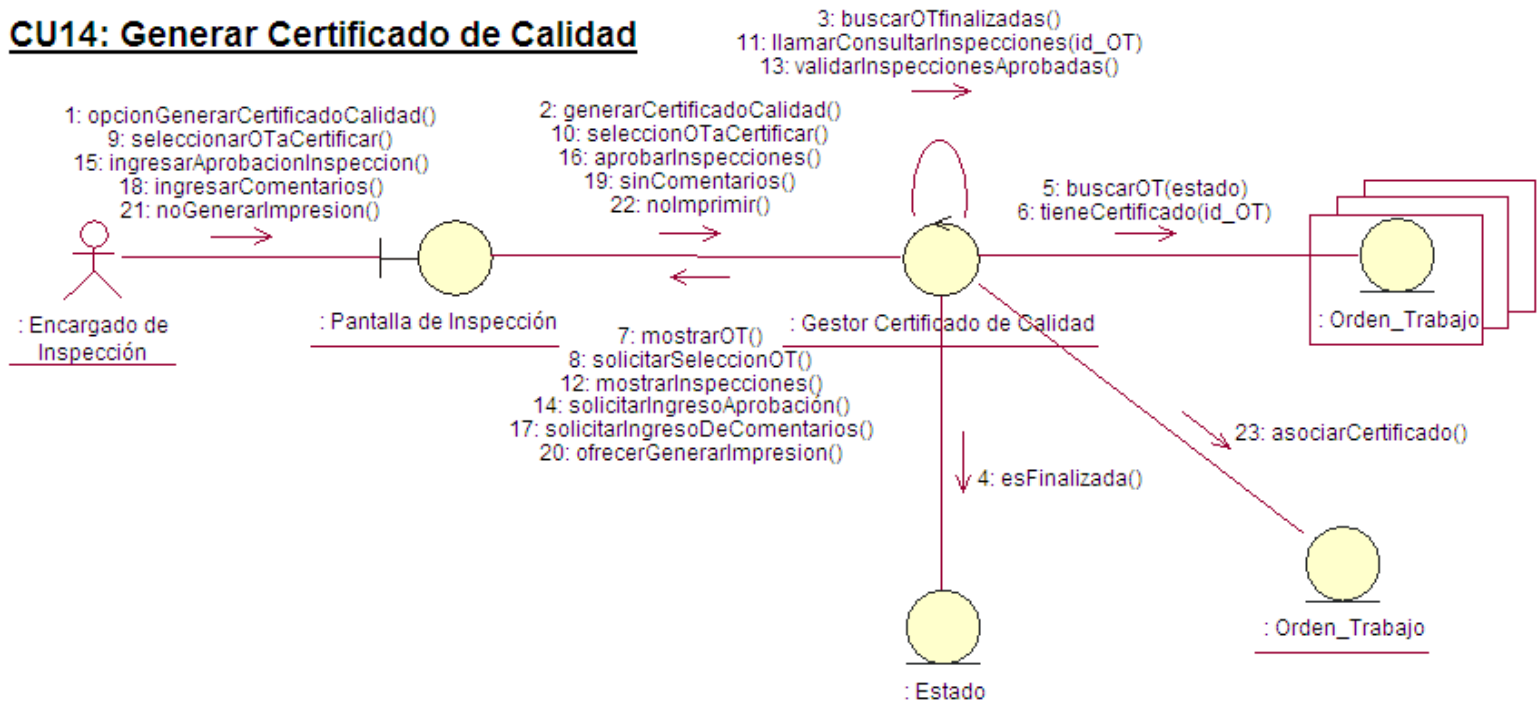 CU14: Generar Certificado de Calidad
3: buscarOTfinalizadas()
11: llamarConsultarInspecciones(id_OT)
13: validarInspeccionesAprobadas()
1: opcionGenerarCertificadoCalidad()
9: seleccionarOTaCertificar()
15: ingresarAprobacionInspeccion()
18: ingresarComentarios()
21: noGenerarImpresion()
2: generarCertificadoCalidad()
10: seleccionOTaCertificar()
16: aprobarInspecciones()
19: sinComentarios()
22: noImprimir()
5: buscarOT(estado)
6: tieneCertificado(id_OT)
: Encargado de
Inspección
: Pantalla de Inspección
: Gestor Certificado de Calidad
: Orden_Trabajo
7: mostrarOT()
8: solicitarSeleccionOT()
12: mostrarInspecciones()
14: solicitarIngresoAprobación()
17: solicitarIngresoDeComentarios()
20: ofrecerGenerarImpresion()
23: asociarCertificado()
4: esFinalizada()
: Orden_Trabajo
: Estado